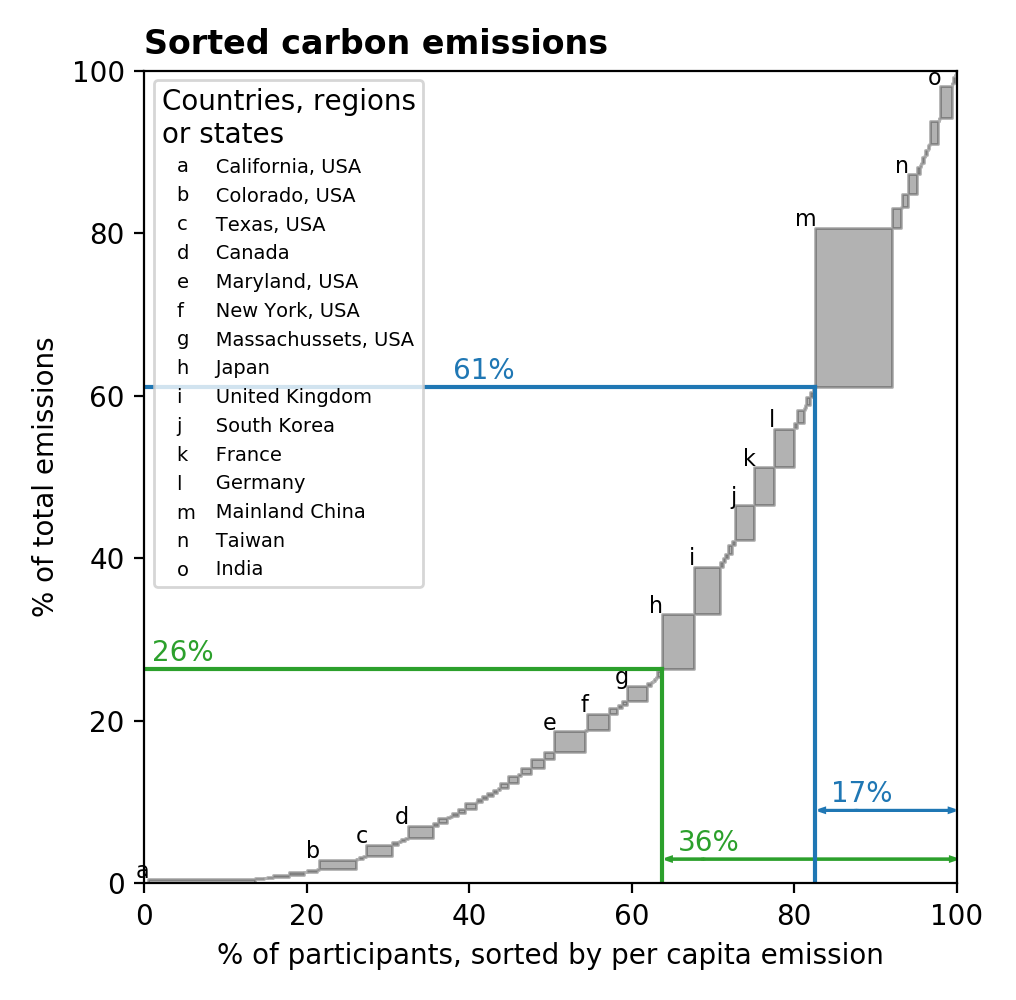 Sorted carbon emissions
100
80
60
40
20
0
% of total emissions
Countries, regions
or states
a California, USA
b Colorado, USA
c Texas, USA
d Canada
e Maryland, USA
f New York, USA
g Massachussets, USA
h Japan
i United Kingdom
j South Korea
k France
l Germany
m Mainland China
n Taiwan
o India
o
n
m
61%
l
k
j
i
h
26%
g
f
e
d
c
b
a
17%
36%
0 20 40 60 80 100
% of participants, sorted by per capita emission